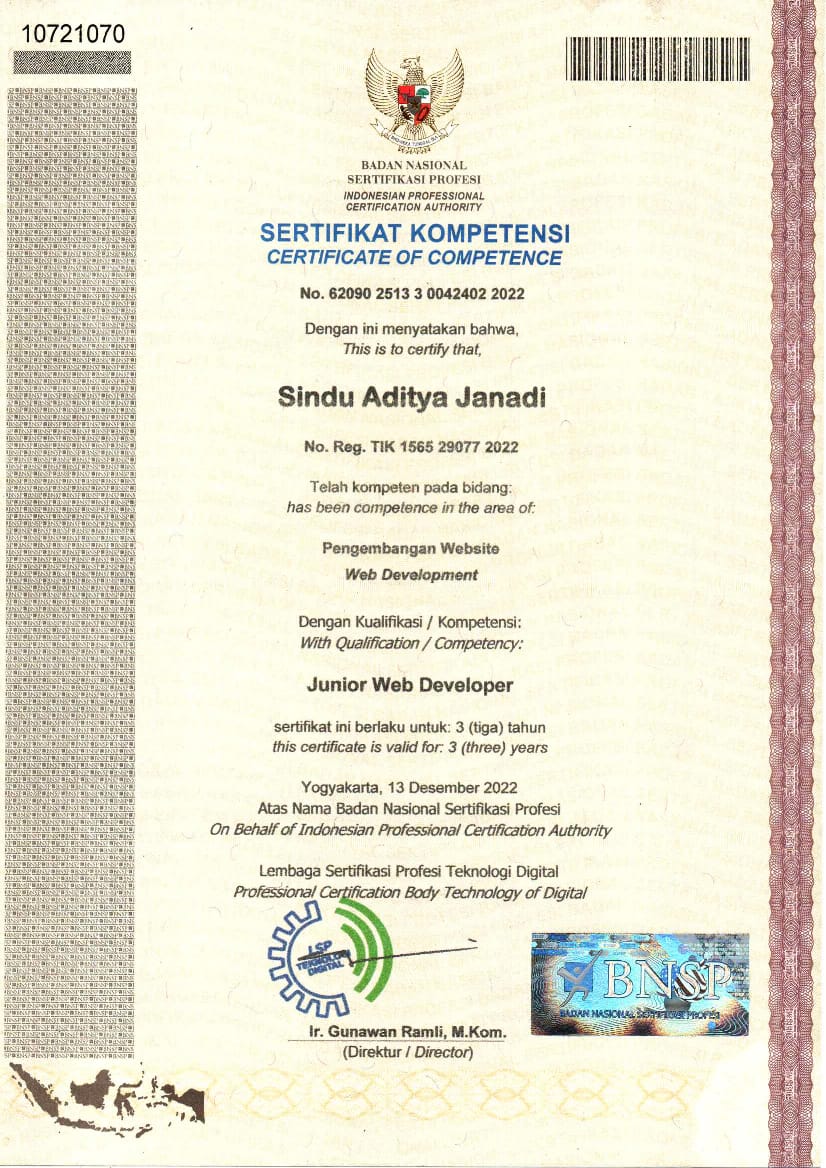 10721070
BADAN NASIONAL
SERTIFIKASI PROFESI
INDONESIAN PROFESSIONAL
CERTIFICATION AUTHORITY
SERTIFIKAT KOMPETENSI
CERTIFICATE OF COMPETENCE
No. 62090 2513 3 0042402 2022
Dengan ini menyatakan bahwa,
This is to certify that,
Sindu Aditya Janadi
No. Reg. TIK 1565 29077 2022
Telah kompeten pada bidang:
has been competence in the area of:
Pengembangan Website
Web Development
Dengan Kualifikasi / Kompetensi:
With Qualification / Competency:
Junior Web Developer
sertifikat ini berlaku untuk: 3 (tiga) tahun
this certificate is valid for: 3 (three) years
Yogyakarta, 13 Desember 2022
Atas Nama Badan Nasional Sertifikasi Profesi
On Behalf of Indonesian Professional Certification Authority
Lembaga Sertifikasi Profesi Teknologi Digital
Professional Certification Body Technology of Digital
LSP
TEKNOLOGI
DIGITAL
BNSP
BADAN NASIONAL SERTIFIKASI PROFESI
Ir. Gunawan Ramli, M.Kom.
(Direktur / Director)